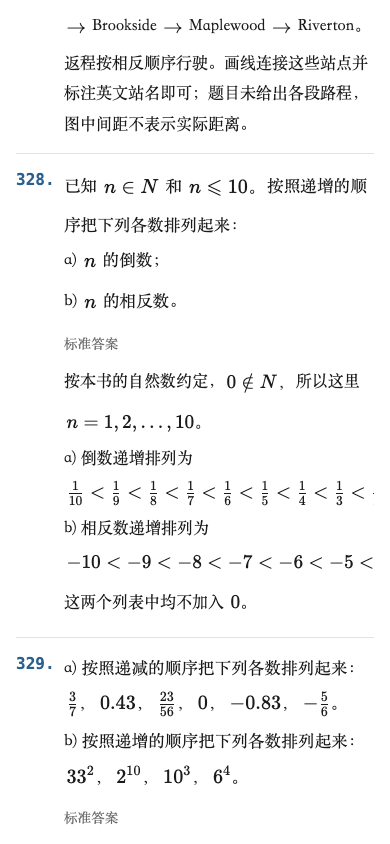 → Brookside → Maplewood → Riverton。
返程按相反顺序行驶。画线连接这些站点并
标注英文站名即可；题目未给出各段路程，
图中间距不表示实际距离。
328. 已知 n ∈ N 和 n ⩽ 10。按照递增的顺
序把下列各数排列起来：
a) n 的倒数；
b) n 的相反数。
标准答案
按本书的自然数约定，0 ∉ N，所以这里
n = 1, 2, . . . , 10。
a) 倒数递增排列为
1/10 < 1/9 < 1/8 < 1/7 < 1/6 < 1/5 < 1/4 < 1/3 <
b) 相反数递增排列为
−10 < −9 < −8 < −7 < −6 < −5 <
这两个列表中均不加入 0。
329. a) 按照递减的顺序把下列各数排列起来：
3/7， 0.43， 23/56， 0， −0.83， −5/6。
b) 按照递增的顺序把下列各数排列起来：
33²， 2¹⁰， 10³， 6⁴。
标准答案